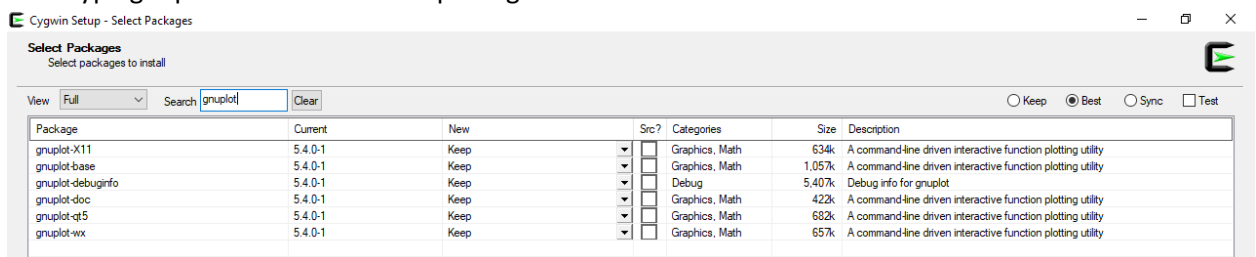 Cygwin Setup - Select Packages
Select Packages
Select packages to install
View Full Search gnuplot Clear Keep Best Sync Test
Package Current New Src? Categories Size Description
gnuplot-X11 5.4.0-1 Keep Graphics, Math 634k A command-line driven interactive function plotting utility
gnuplot-base 5.4.0-1 Keep Graphics, Math 1,057k A command-line driven interactive function plotting utility
gnuplot-debuginfo 5.4.0-1 Keep Debug 5,407k Debug info for gnuplot
gnuplot-doc 5.4.0-1 Keep Graphics, Math 422k A command-line driven interactive function plotting utility
gnuplot-qt5 5.4.0-1 Keep Graphics, Math 682k A command-line driven interactive function plotting utility
gnuplot-wx 5.4.0-1 Keep Graphics, Math 657k A command-line driven interactive function plotting utility